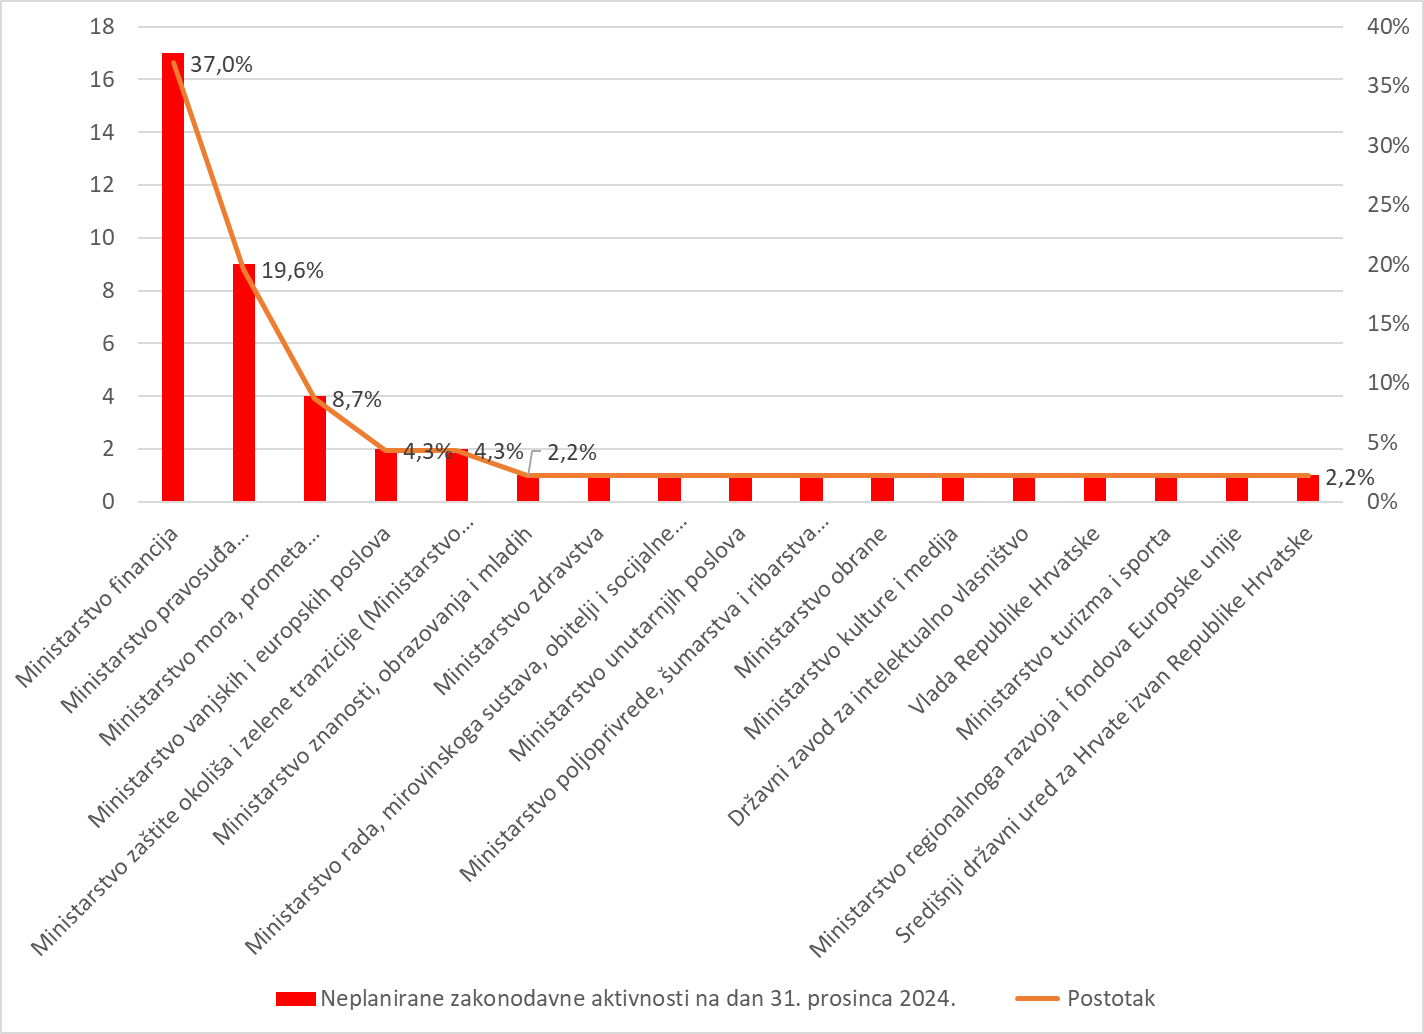 18
16
14
12
10
8
6
4
2
0
40%
35%
30%
25%
20%
15%
10%
5%
0%
37,0%
19,6%
8,7%
4,3%
4,3%
2,2%
2,2%
Ministarstvo financija
Ministarstvo pravosuđa...
Ministarstvo mora, prometa...
Ministarstvo vanjskih i europskih poslova
Ministarstvo zaštite okoliša i zelene tranzicije (Ministarstvo...
Ministarstvo znanosti, obrazovanja i mladih
Ministarstvo zdravstva
Ministarstvo rada, mirovinskoga sustava, obitelji i socijalne...
Ministarstvo unutarnjih poslova
Ministarstvo poljoprivrede, šumarstva i ribarstva...
Ministarstvo obrane
Ministarstvo kulture i medija
Državni zavod za intelektualno vlasništvo
Vlada Republike Hrvatske
Ministarstvo turizma i sporta
Ministarstvo regionalnoga razvoja i fondova Europske unije
Središnji državni ured za Hrvate izvan Republike Hrvatske
Neplanirane zakonodavne aktivnosti na dan 31. prosinca 2024.
Postotak